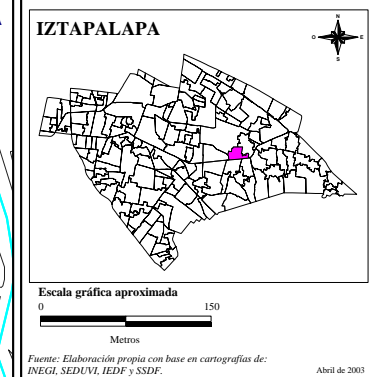 IZTAPALAPA
N
O E
S
Escala gráfica aproximada
0 150
Metros
Fuente: Elaboración propia con base en cartografías de:
INEGI, SEDUVI, IEDF y SSDF.
Abril de 2003